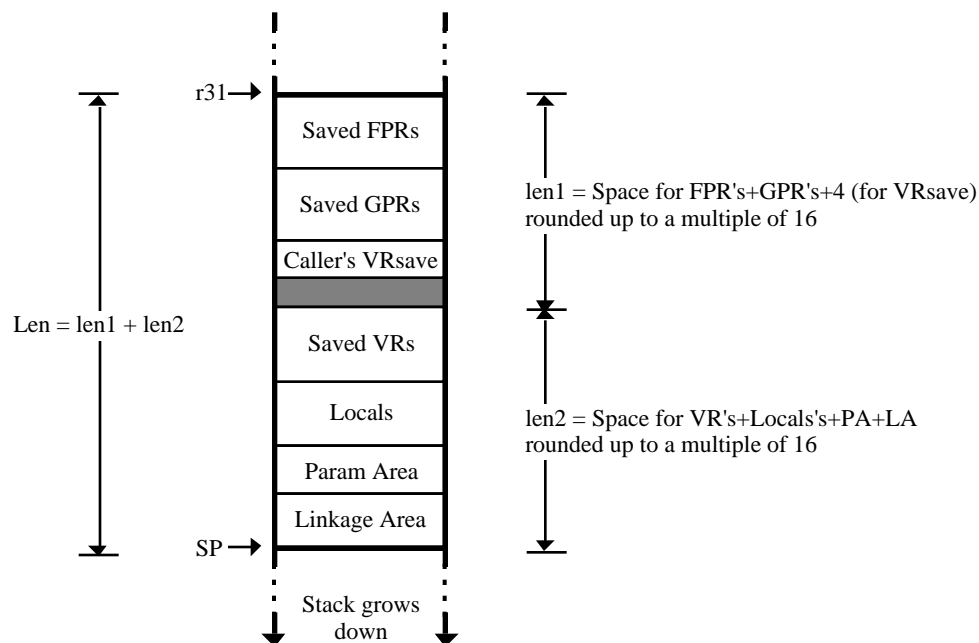 r31
Saved FPRs
Saved GPRs
Caller's VRsave
Saved VRs
Locals
Param Area
Linkage Area
SP
Stack grows
down
Len = len1 + len2
len1 = Space for FPR's+GPR's+4 (for VRsave)
rounded up to a multiple of 16
len2 = Space for VR's+Locals's+PA+LA
rounded up to a multiple of 16